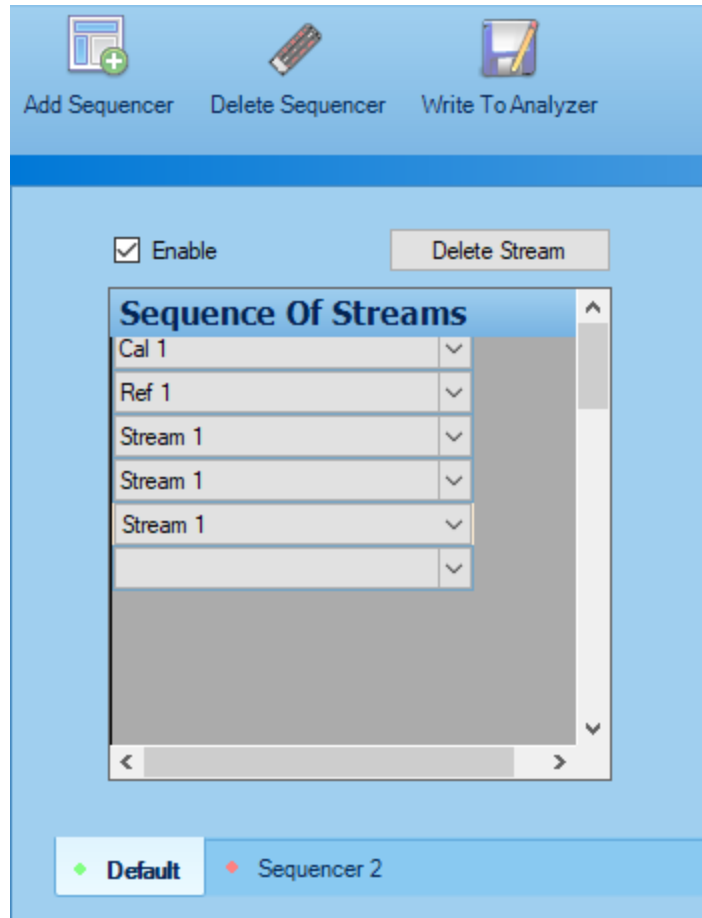 Add Sequencer Delete Sequencer Write To Analyzer
Enable Delete Stream
Sequence Of Streams
Cal 1
Ref 1
Stream 1
Stream 1
Stream 1
Default Sequencer 2